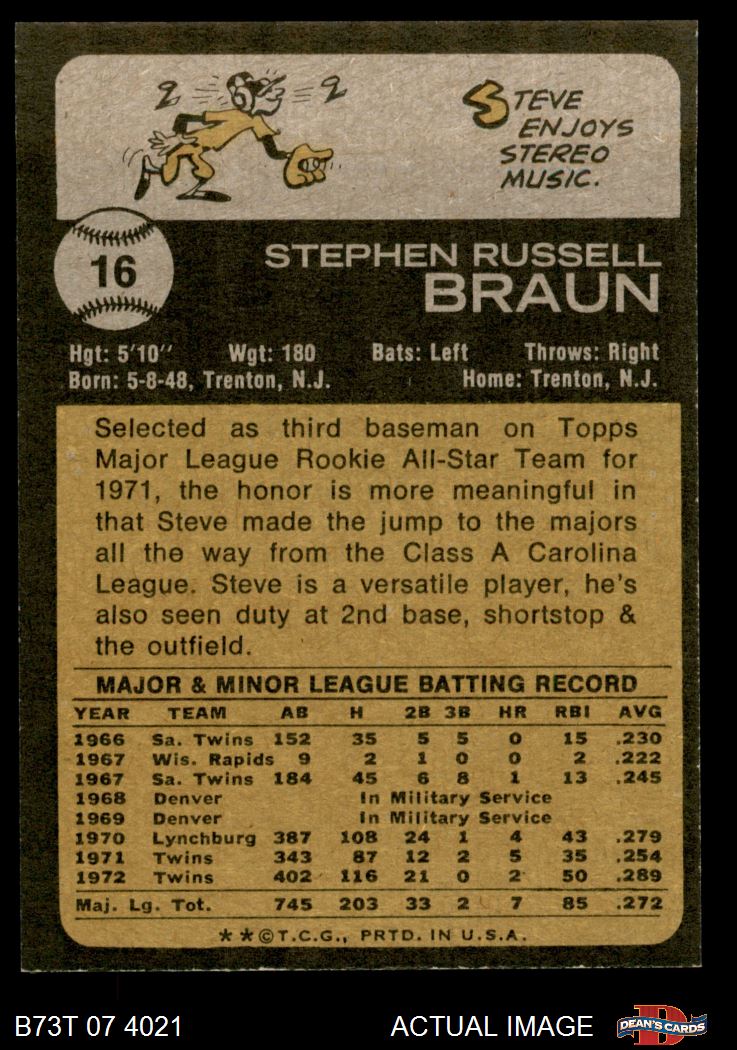 STEVE
ENJOYS
STEREO
MUSIC.
16
STEPHEN RUSSELL
BRAUN
Hgt: 5'10" Wgt: 180 Bats: Left Throws: Right
Born: 5-8-48, Trenton, N.J. Home: Trenton, N.J.
Selected as third baseman on Topps
Major League Rookie All-Star Team for
1971, the honor is more meaningful in
that Steve made the jump to the majors
all the way from the Class A Carolina
League. Steve is a versatile player, he's
also seen duty at 2nd base, shortstop &
the outfield.
MAJOR & MINOR LEAGUE BATTING RECORD
YEAR TEAM AB H 2B 3B HR RBI AVG
1966 Sa. Twins 152 35 5 5 0 15 .230
1967 Wis. Rapids 9 2 1 0 0 2 .222
1967 Sa. Twins 184 45 6 8 1 13 .245
1968 Denver In Military Service
1969 Denver In Military Service
1970 Lynchburg 387 108 24 1 4 43 .279
1971 Twins 343 87 12 2 5 35 .254
1972 Twins 402 116 21 0 2 50 .289
Maj. Lg. Tot. 745 203 33 2 7 85 .272
**©T.C.G., PRTD. IN U.S.A.
B73T 07 4021 ACTUAL IMAGE D DEAN'S CARDS